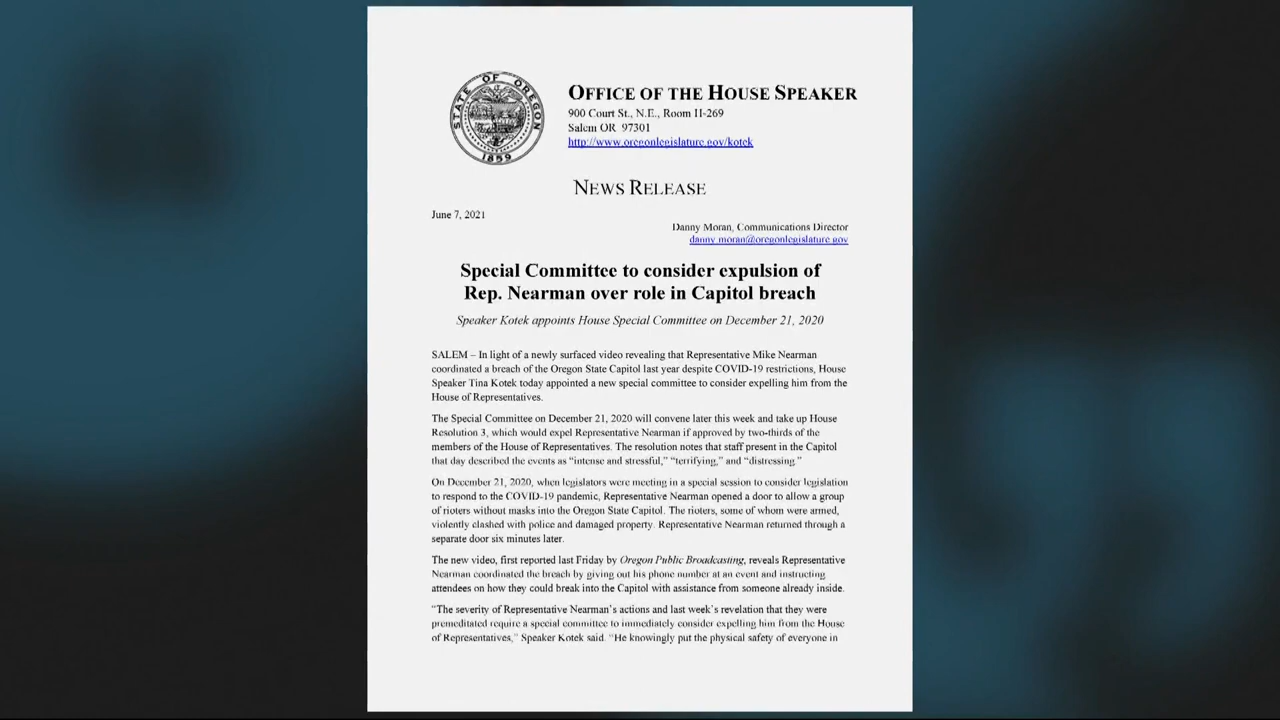 STATE OF OREGON
1859
OFFICE OF THE HOUSE SPEAKER
900 Court St., N.E., Room H-269
Salem OR 97301
http://www.oregonlegislature.gov/kotek
NEWS RELEASE
June 7, 2021
Danny Moran, Communications Director
danny.moran@oregonlegislature.gov
Special Committee to consider expulsion of
Rep. Nearman over role in Capitol breach
Speaker Kotek appoints House Special Committee on December 21, 2020
SALEM – In light of a newly surfaced video revealing that Representative Mike Nearman
coordinated a breach of the Oregon State Capitol last year despite COVID-19 restrictions, House
Speaker Tina Kotek today appointed a new special committee to consider expelling him from the
House of Representatives.
The Special Committee on December 21, 2020 will convene later this week and take up House
Resolution 3, which would expel Representative Nearman if approved by two-thirds of the
members of the House of Representatives. The resolution notes that staff present in the Capitol
that day described the events as “intense and stressful,” “terrifying,” and “distressing.”
On December 21, 2020, when legislators were meeting in a special session to consider legislation
to respond to the COVID-19 pandemic, Representative Nearman opened a door to allow a group
of rioters without masks into the Oregon State Capitol. The rioters, some of whom were armed,
violently clashed with police and damaged property. Representative Nearman returned through a
separate door six minutes later.
The new video, first reported last Friday by Oregon Public Broadcasting, reveals Representative
Nearman coordinated the breach by giving out his phone number at an event and instructing
attendees on how they could break into the Capitol with assistance from someone already inside.
“The severity of Representative Nearman’s actions and last week’s revelation that they were
premeditated require a special committee to immediately consider expelling him from the House
of Representatives,” Speaker Kotek said. “He knowingly put the physical safety of everyone in